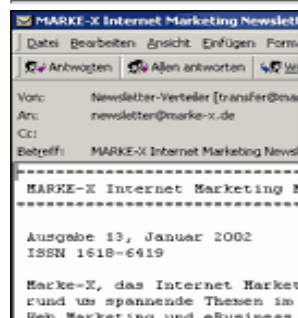 MARKE-X Internet Marketing Newslett
Datei Bearbeiten Ansicht Einfügen Form
Antworten Allen antworten We
Von: Newsletter-Verteiler [transfer@mar
An: newsletter@marke-x.de
Cc:
Betreff: MARKE-X Internet Marketing Newsl
MARKE-X Internet Marketing N
Ausgabe 13, Januar 2002
ISSN 1618-6419
Marke-X, das Internet Market
rund um spannende Themen im
Web Marketing und eBusiness